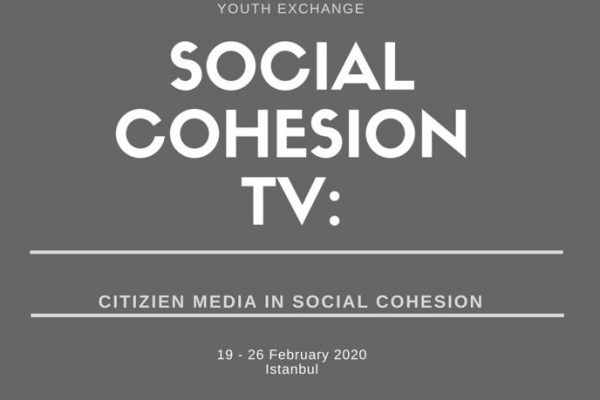 YOUTH EXCHANGE
SOCIAL
COHESION
TV:
CITIZIEN MEDIA IN SOCIAL COHESION
19 - 26 February 2020
Istanbul